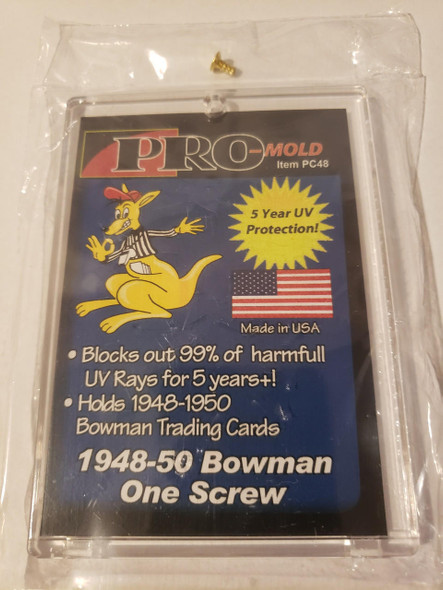 PRO-MOLD
Item PC48
5 Year UV
Protection!
Made in USA
• Blocks out 99% of harmfull
UV Rays for 5 years+!
• Holds 1948-1950
Bowman Trading Cards
1948-50 Bowman
One Screw